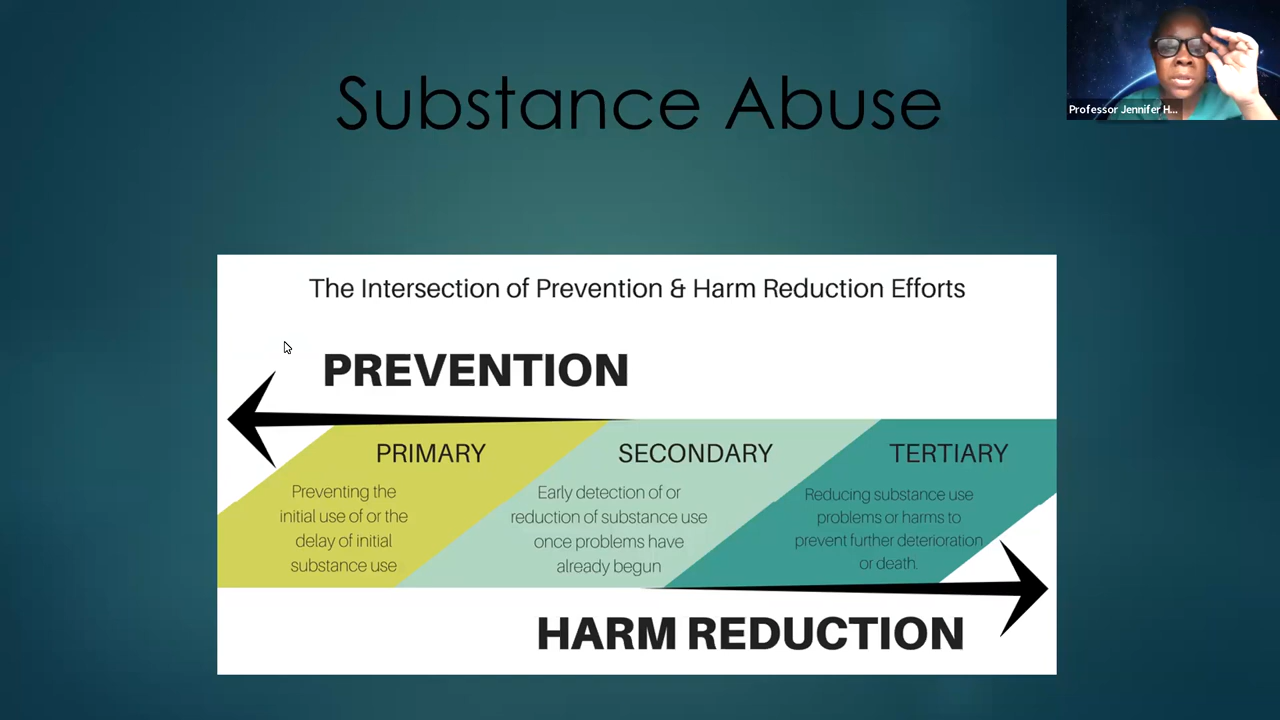 Substance Abuse
Professor Jennifer H...
The Intersection of Prevention & Harm Reduction Efforts
PREVENTION
PRIMARY
Preventing the
initial use of or the
delay of initial
substance use
SECONDARY
Early detection of or
reduction of substance use
once problems have
already begun
TERTIARY
Reducing substance use
problems or harms to
prevent further deterioration
or death.
HARM REDUCTION